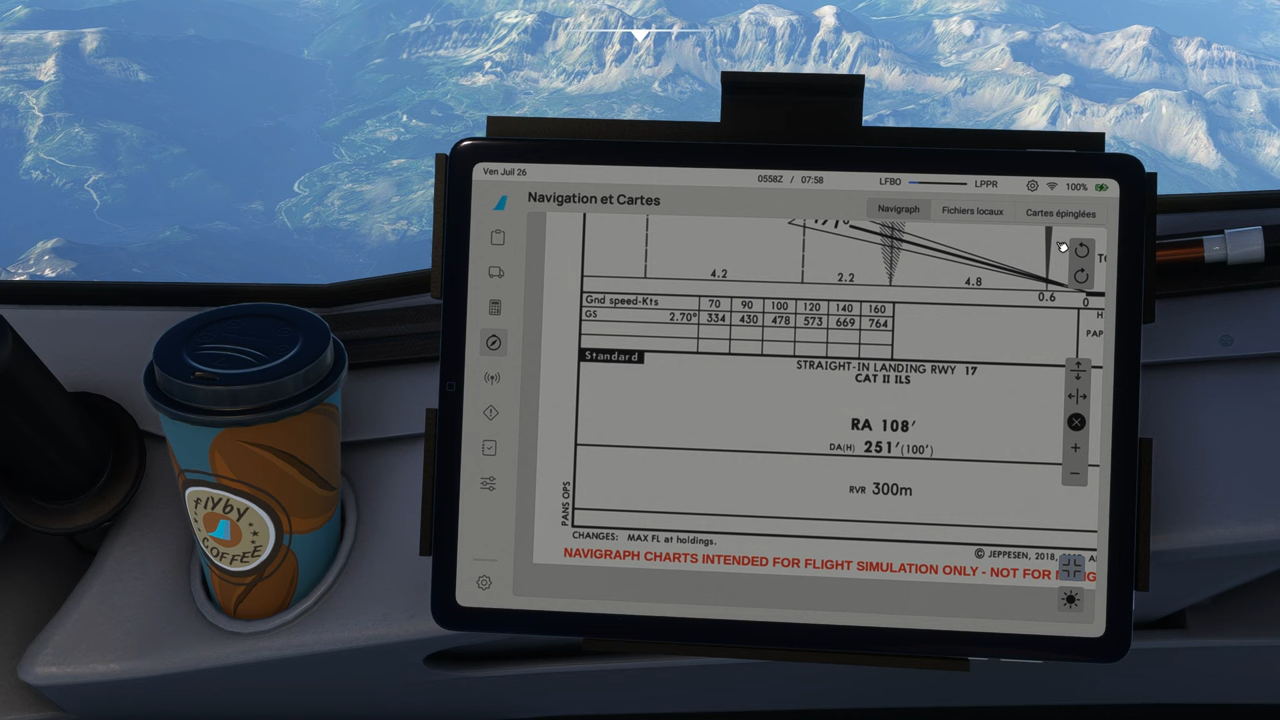 Ven Juil 26
0558Z / 07:58
LFBO
LPPR
100%
Navigation et Cartes
Navigraph
Fichiers locaux
Cartes épinglées
171°
4.2
2.2
4.8
0.6
0
Gnd speed-Kts 70 90 100 120 140 160
GS 2.70° 334 430 478 573 669 764
H
PAP
Standard
STRAIGHT-IN LANDING RWY 17
CAT II ILS
RA 108'
DA(H) 251'(100')
RVR 300m
PANS OPS
CHANGES: MAX FL at holdings.
© JEPPESEN, 2018,
NAVIGRAPH CHARTS INTENDED FOR FLIGHT SIMULATION ONLY - NOT FOR
flyby
COFFEE